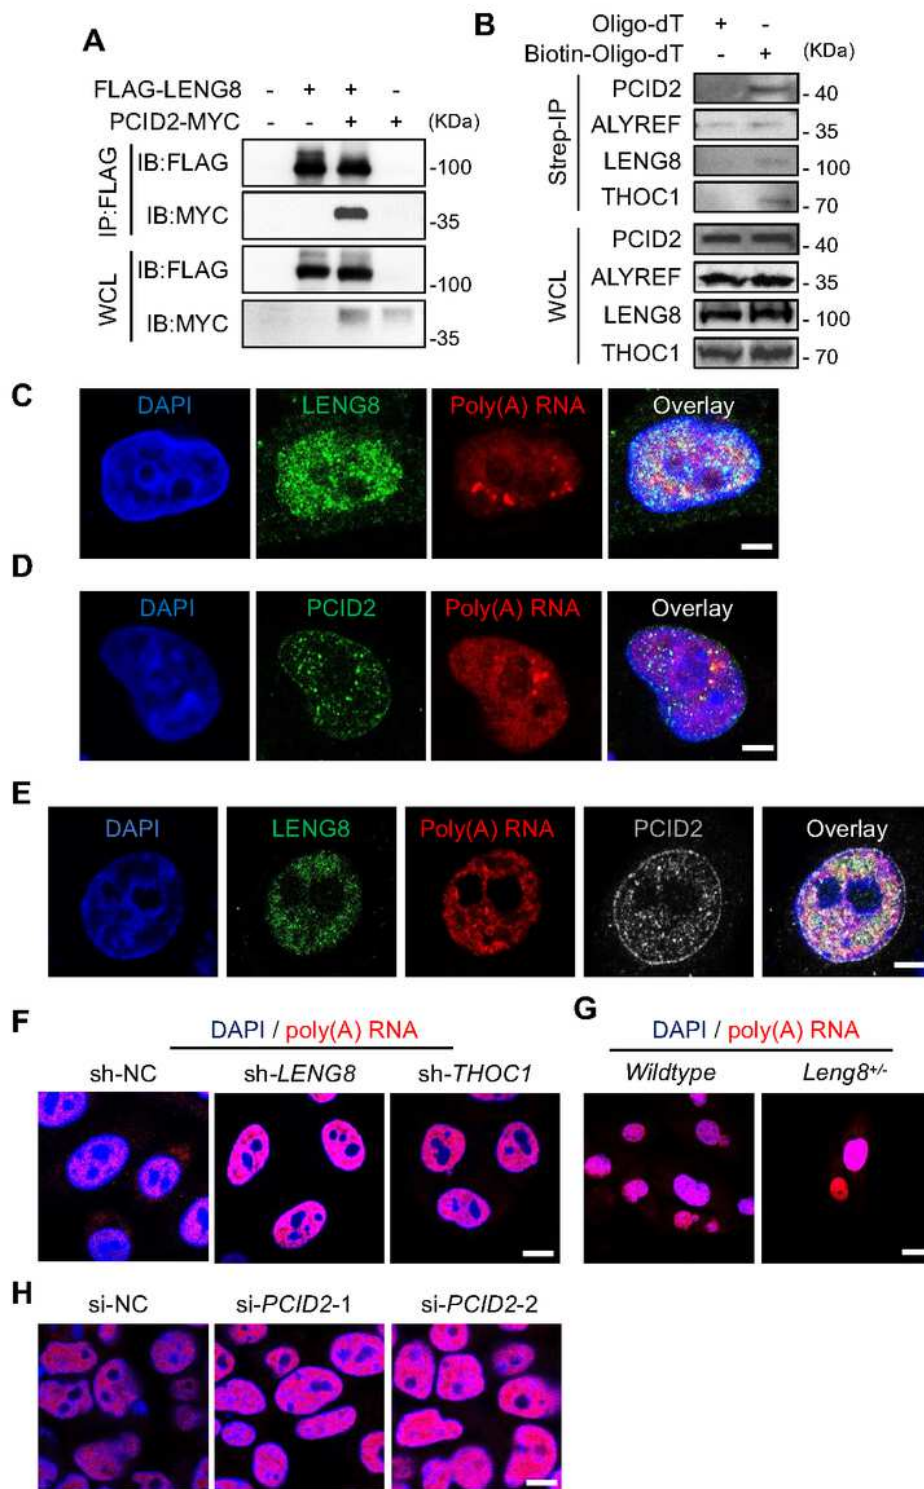 A
FLAG-LENG8 - + + -
PCID2-MYC - - + + (KDa)
IP:FLAG
IB:FLAG -100
IB:MYC -35
WCL
IB:FLAG -100
IB:MYC -35
B
Oligo-dT + -
Biotin-Oligo-dT - + (KDa)
Strep-IP
PCID2 - 40
ALYREF - 35
LENG8 - 100
THOC1 - 70
WCL
PCID2 - 40
ALYREF - 35
LENG8 - 100
THOC1 - 70
C
DAPI LENG8 Poly(A) RNA Overlay
D
DAPI PCID2 Poly(A) RNA Overlay
E
DAPI LENG8 Poly(A) RNA PCID2 Overlay
F
DAPI / poly(A) RNA
sh-NC sh-LENG8 sh-THOC1
G
DAPI / poly(A) RNA
Wildtype Leng8+/-
H
si-NC si-PCID2-1 si-PCID2-2